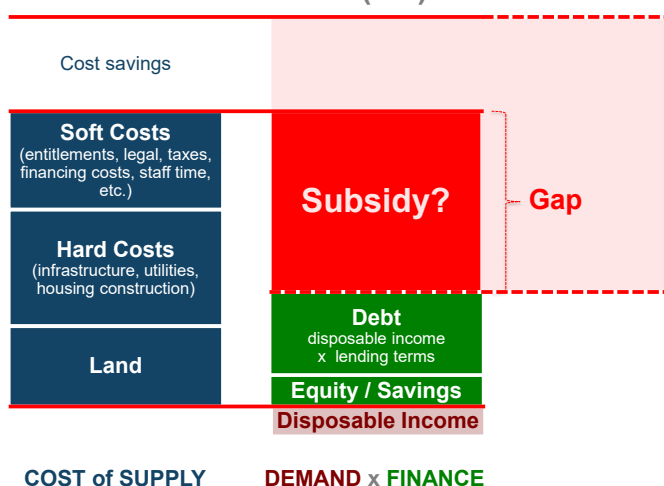 Cost savings
Soft Costs
(entitlements, legal, taxes,
financing costs, staff time,
etc.)
Subsidy?
Gap
Hard Costs
(infrastructure, utilities,
housing construction)
Debt
disposable income
x lending terms
Land
Equity / Savings
Disposable Income
COST of SUPPLY
DEMAND x FINANCE